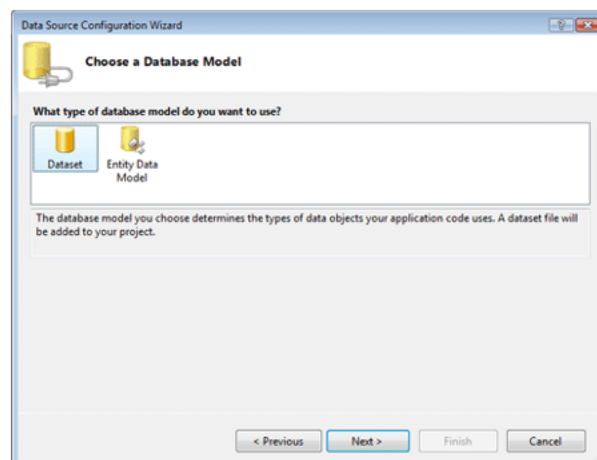 Data Source Configuration Wizard
Choose a Database Model
What type of database model do you want to use?
Dataset
Entity Data
Model
The database model you choose determines the types of data objects your application code uses. A dataset file will
be added to your project.
< Previous
Next >
Finish
Cancel